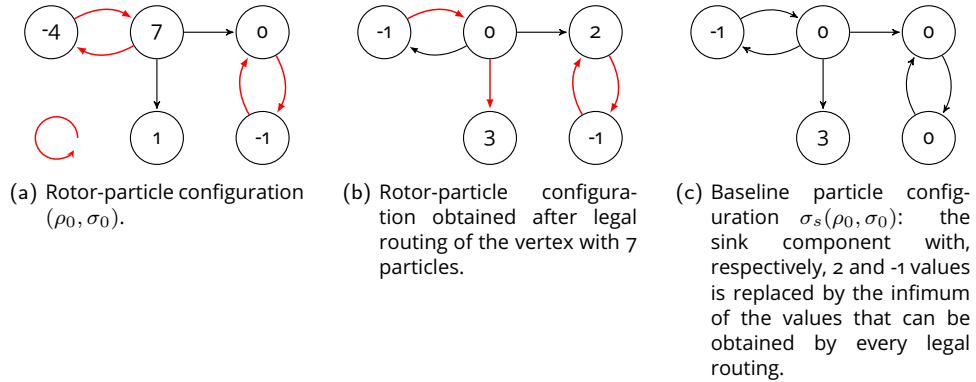 -4 7 0
1 -1
-1 0 2
3 -1
-1 0 0
3 0
(a) Rotor-particle configuration
(ρ₀, σ₀).
(b) Rotor-particle configura-
tion obtained after legal
routing of the vertex with 7
particles.
(c) Baseline particle config-
uration σₛ(ρ₀, σ₀): the
sink component with,
respectively, 2 and -1 values
is replaced by the infimum
of the values that can be
obtained by every legal
routing.